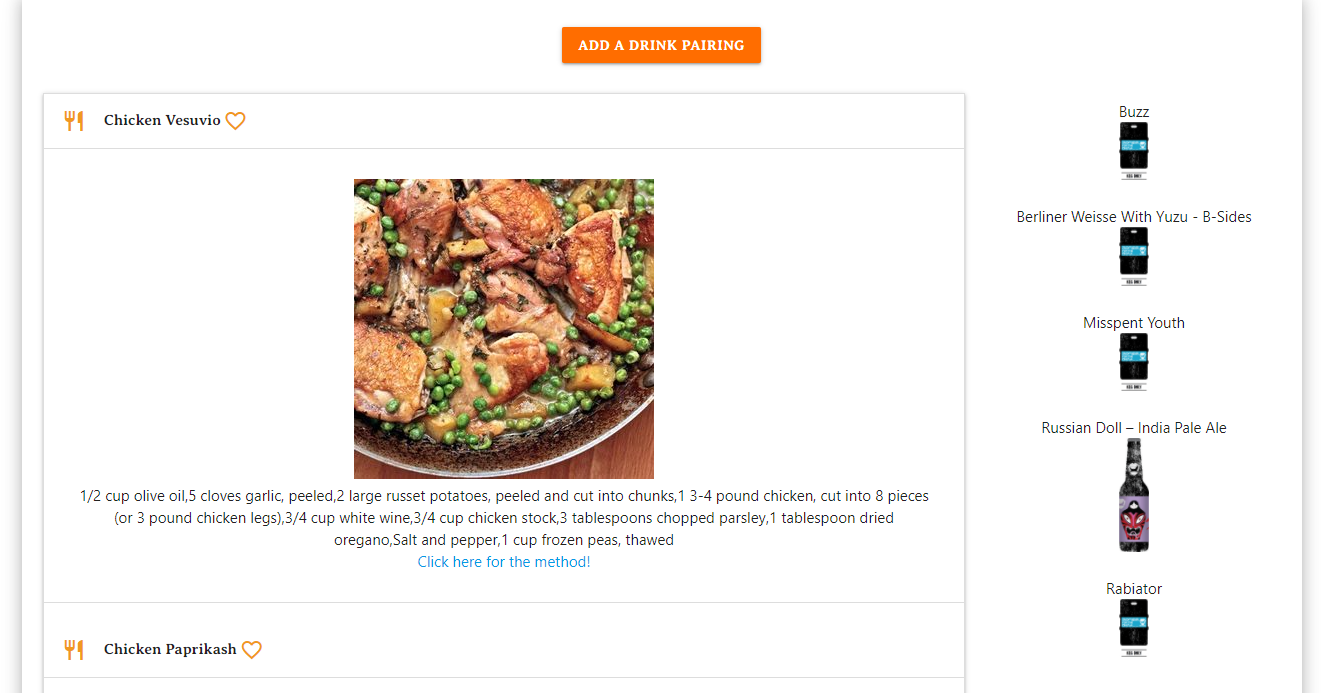 ADD A DRINK PAIRING
Chicken Vesuvio
1/2 cup olive oil,5 cloves garlic, peeled,2 large russet potatoes, peeled and cut into chunks,1 3-4 pound chicken, cut into 8 pieces
(or 3 pound chicken legs),3/4 cup white wine,3/4 cup chicken stock,3 tablespoons chopped parsley,1 tablespoon dried
oregano,Salt and pepper,1 cup frozen peas, thawed
Click here for the method!
Chicken Paprikash
Buzz
Berliner Weisse With Yuzu - B-Sides
Misspent Youth
Russian Doll – India Pale Ale
Rabiator